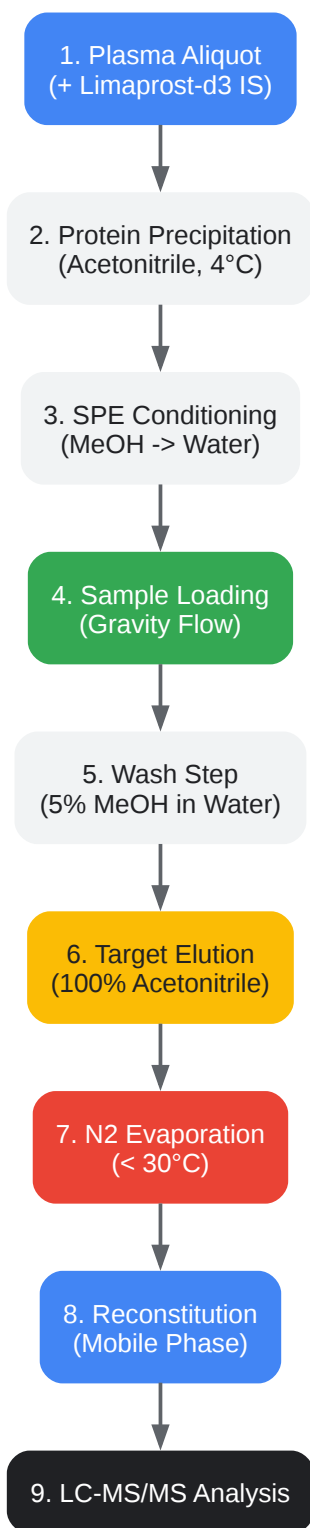 1. Plasma Aliquot
(+ Limaprost-d3 IS)
2. Protein Precipitation
(Acetonitrile, 4°C)
3. SPE Conditioning
(MeOH -> Water)
4. Sample Loading
(Gravity Flow)
5. Wash Step
(5% MeOH in Water)
6. Target Elution
(100% Acetonitrile)
7. N2 Evaporation
(< 30°C)
8. Reconstitution
(Mobile Phase)
9. LC-MS/MS Analysis